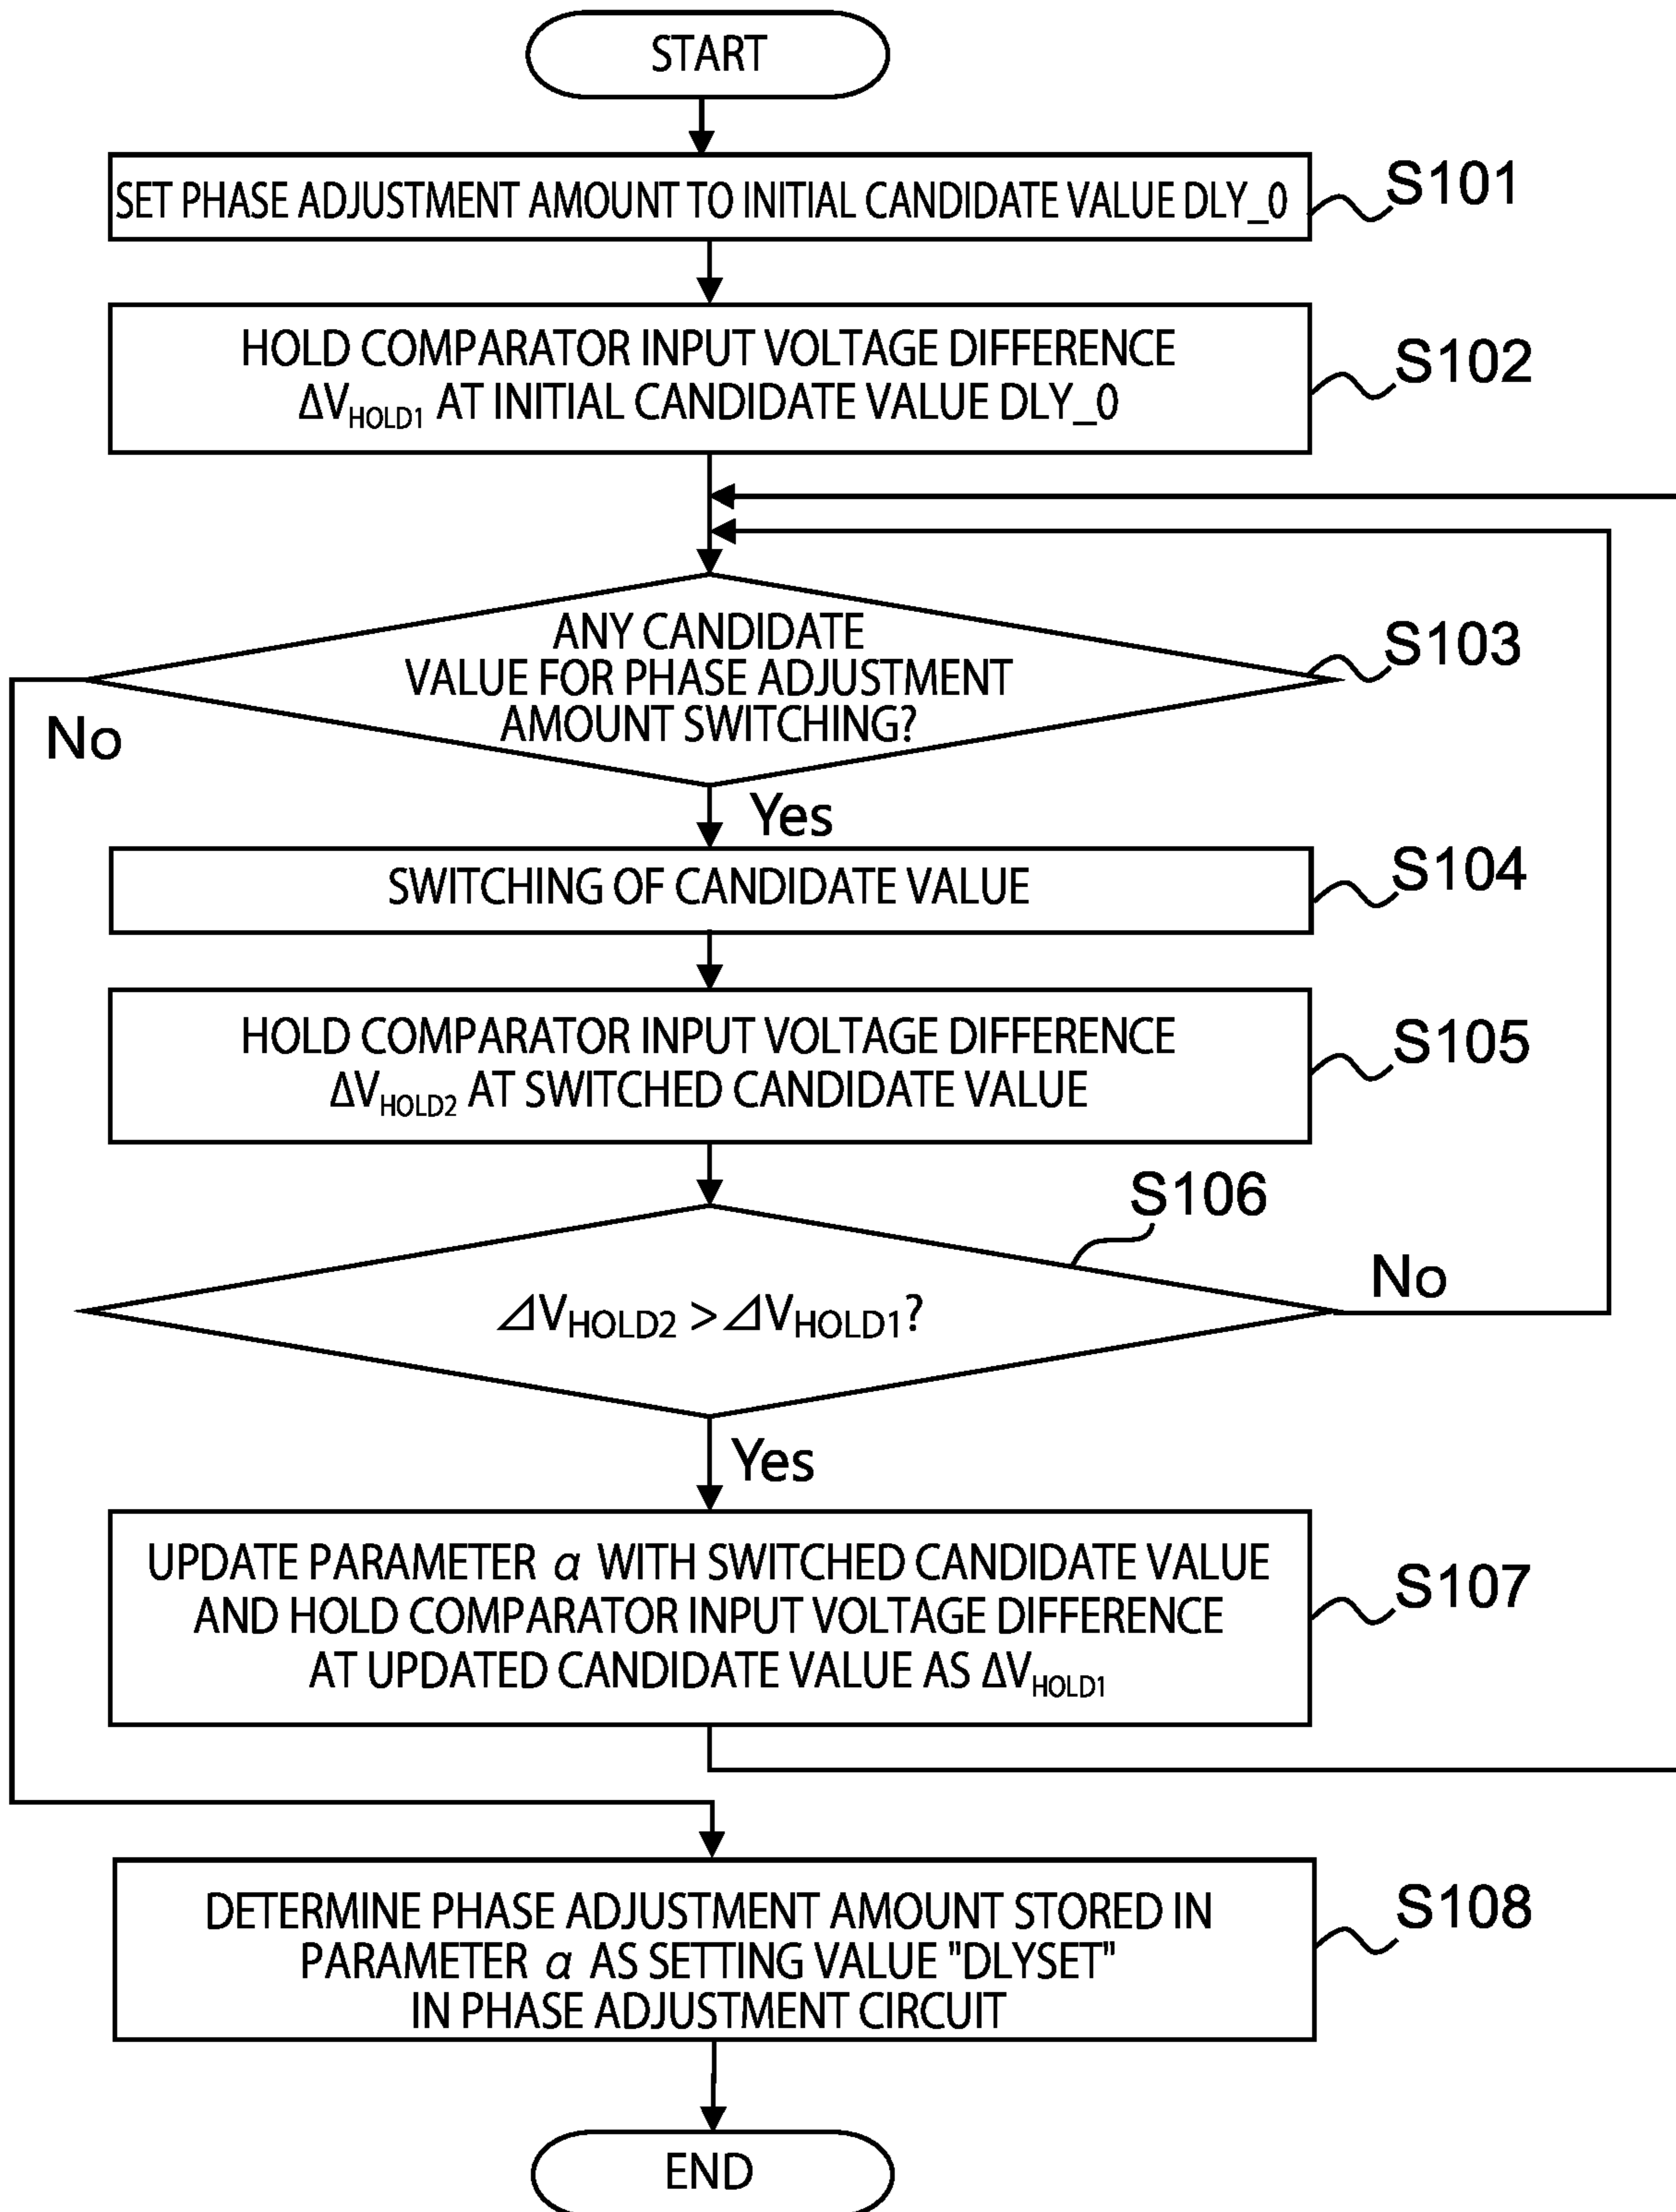 START
SET PHASE ADJUSTMENT AMOUNT TO INITIAL CANDIDATE VALUE DLY_0
S101
HOLD COMPARATOR INPUT VOLTAGE DIFFERENCE
ΔVHOLD1 AT INITIAL CANDIDATE VALUE DLY_0
S102
ANY CANDIDATE
VALUE FOR PHASE ADJUSTMENT
AMOUNT SWITCHING?
S103
No
Yes
SWITCHING OF CANDIDATE VALUE
S104
HOLD COMPARATOR INPUT VOLTAGE DIFFERENCE
ΔVHOLD2 AT SWITCHED CANDIDATE VALUE
S105
S106
⊿VHOLD2 > ⊿VHOLD1?
No
Yes
UPDATE PARAMETER α WITH SWITCHED CANDIDATE VALUE
AND HOLD COMPARATOR INPUT VOLTAGE DIFFERENCE
AT UPDATED CANDIDATE VALUE AS ΔVHOLD1
S107
DETERMINE PHASE ADJUSTMENT AMOUNT STORED IN
PARAMETER α AS SETTING VALUE "DLYSET"
IN PHASE ADJUSTMENT CIRCUIT
S108
END